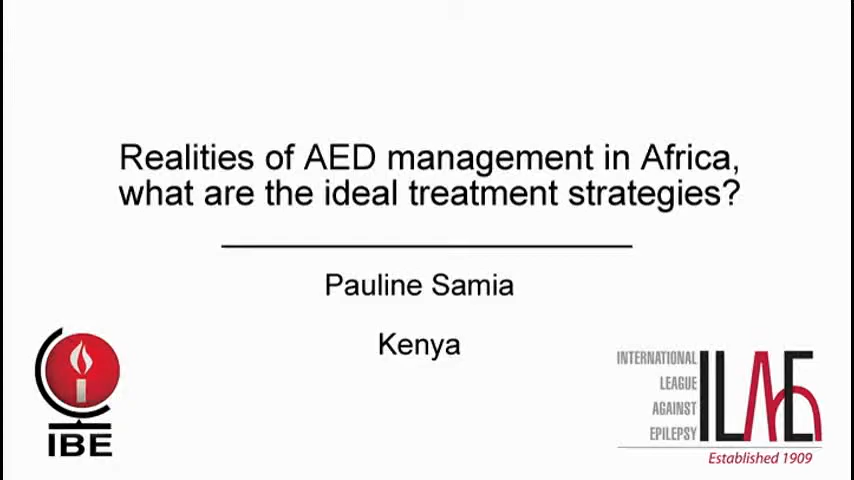 Realities of AED management in Africa,
what are the ideal treatment strategies?
Pauline Samia
Kenya
IBE
INTERNATIONAL
LEAGUE
AGAINST
EPILEPSY
ILAE
Established 1909